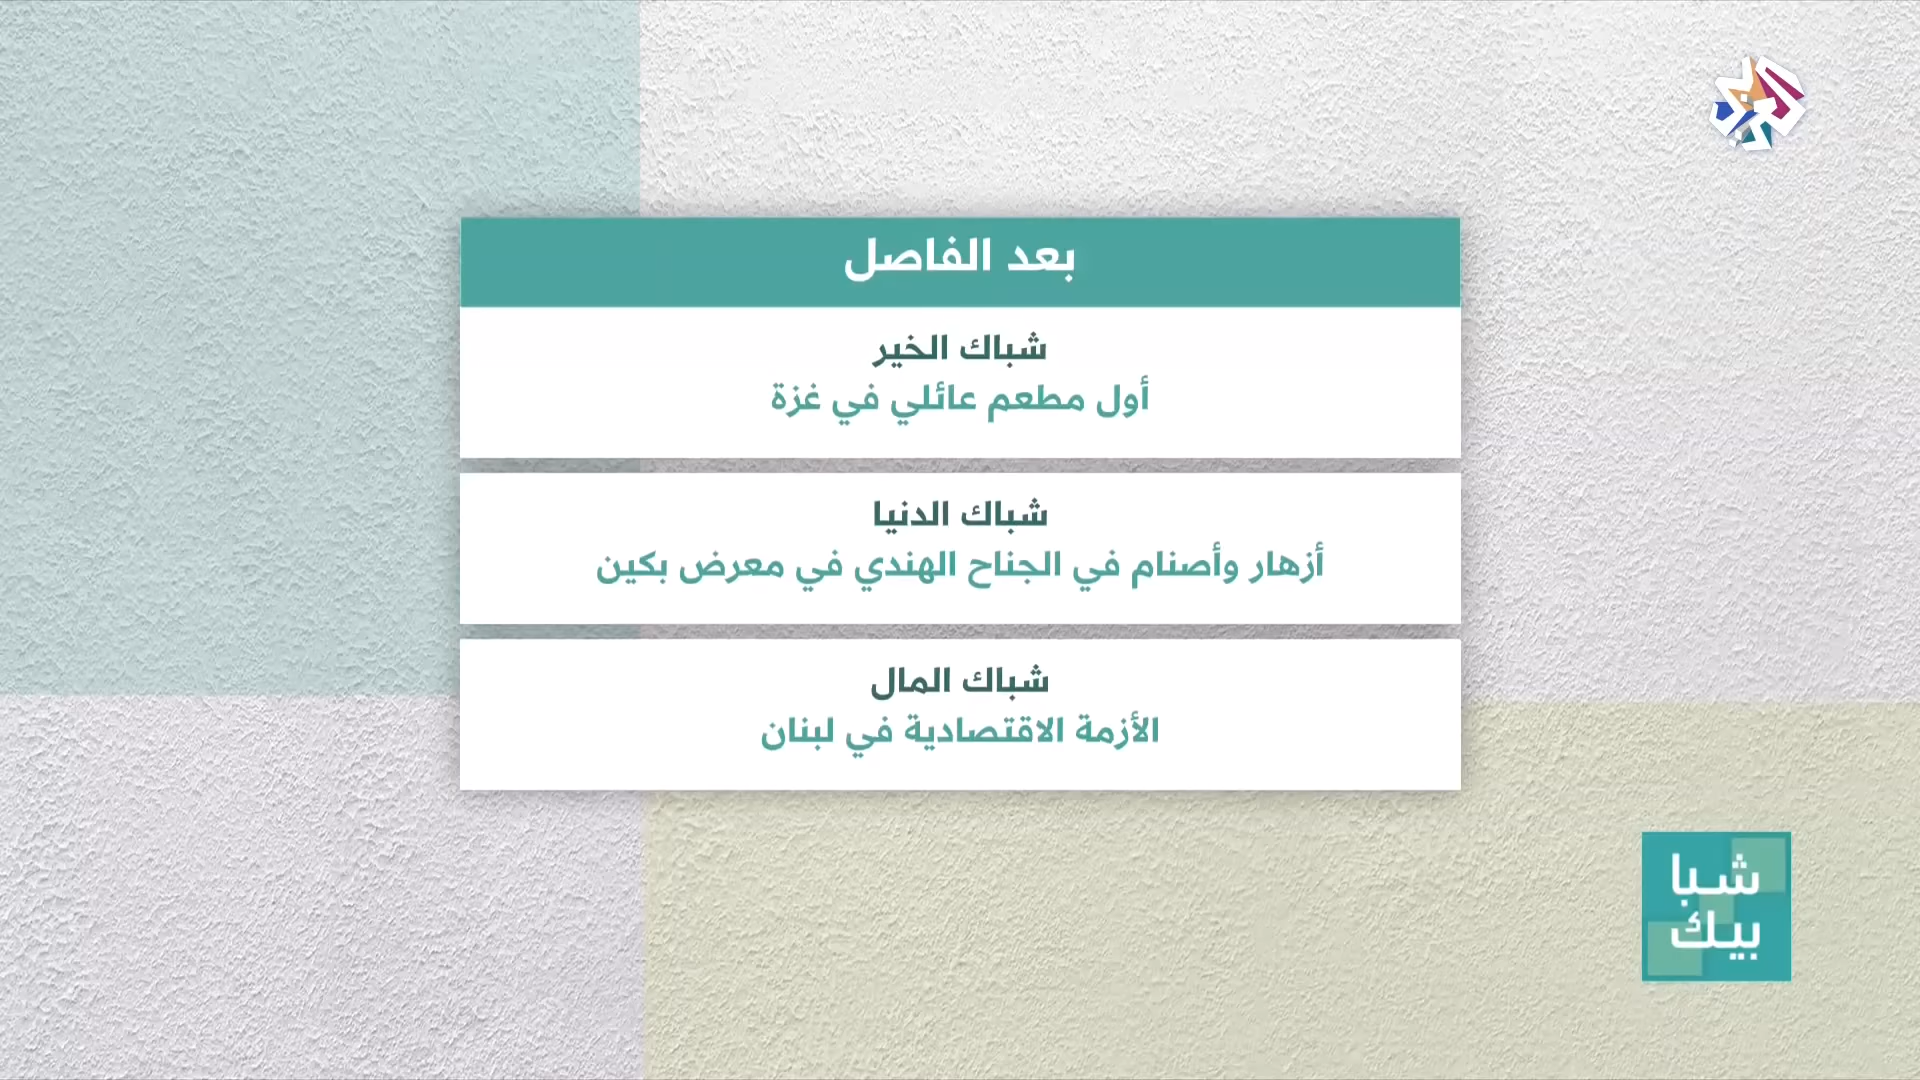 بعد الفاصل
شباك الخير
أول مطعم عائلي في غزة
شباك الدنيا
أزهار وأصنام في الجناح الهندي في معرض بكين
شباك المال
الأزمة الاقتصادية في لبنان
شبا
بيك